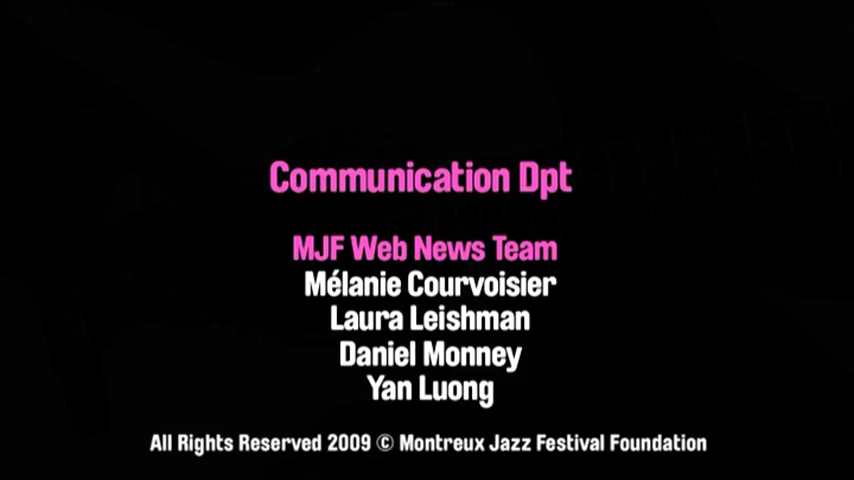 Communication Dpt
MJF Web News Team
Mélanie Courvoisier
Laura Leishman
Daniel Monney
Yan Luong
All Rights Reserved 2009 © Montreux Jazz Festival Foundation